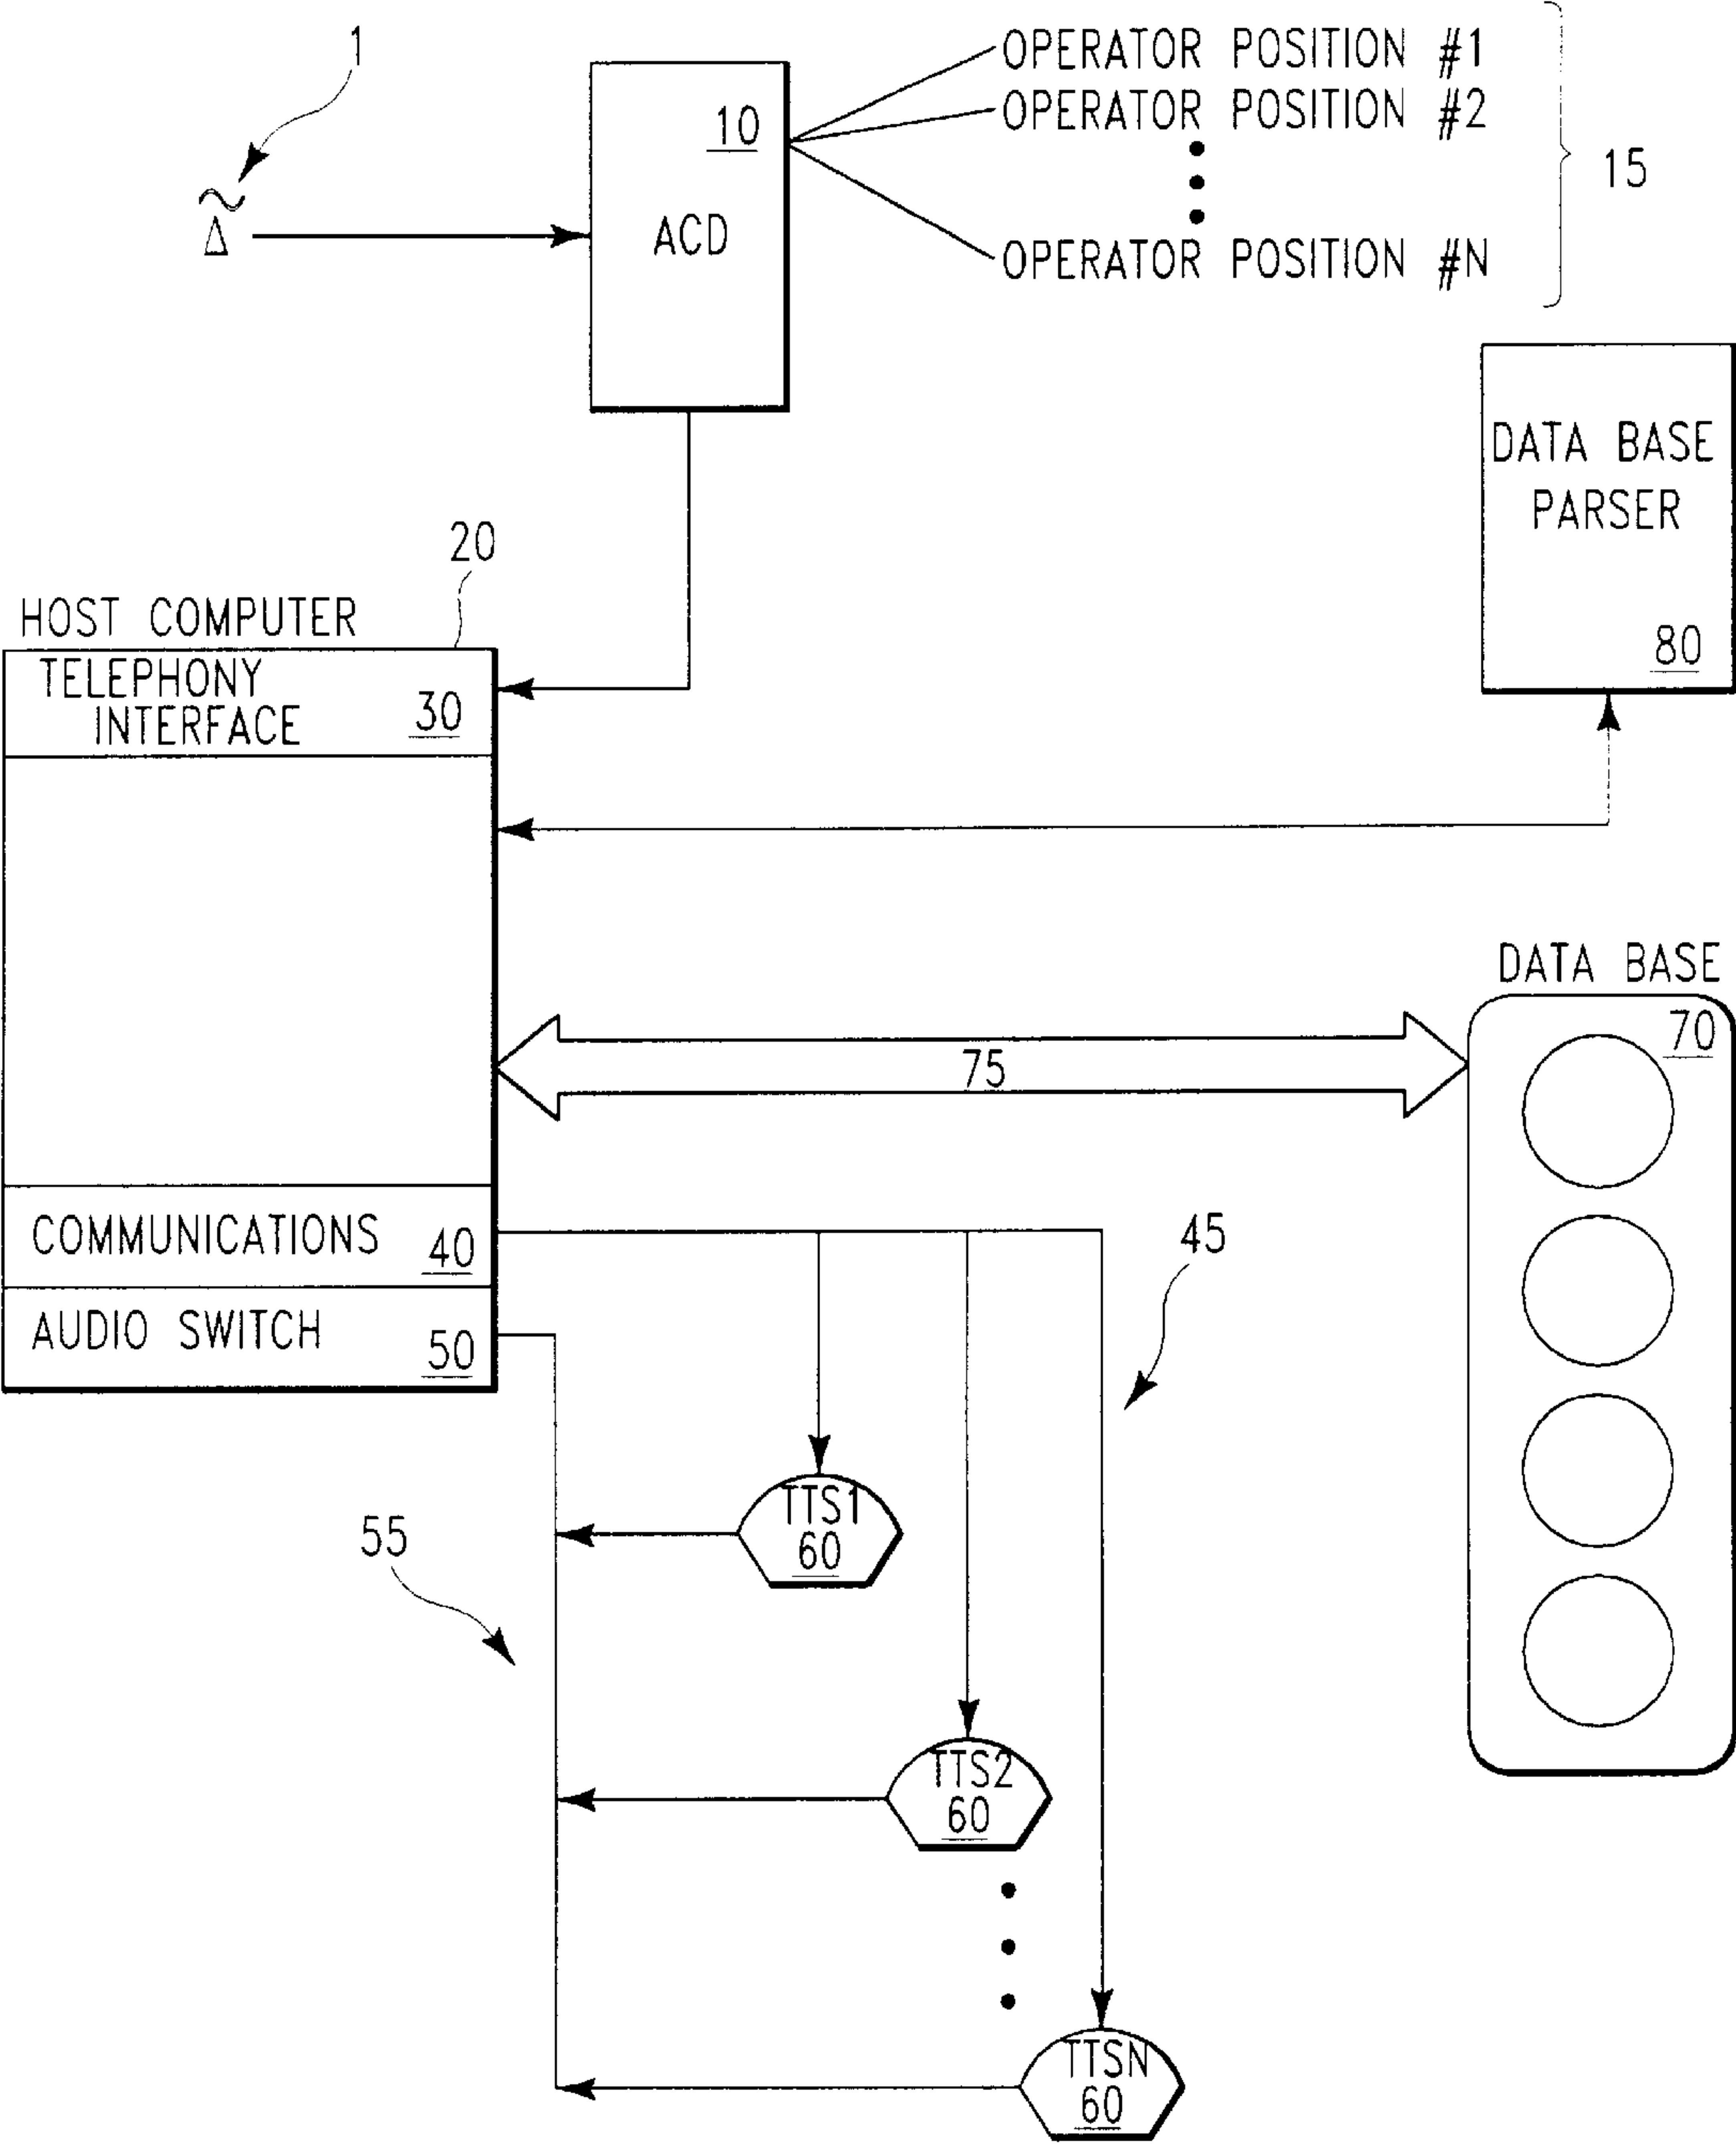 1
OPERATOR POSITION #1
OPERATOR POSITION #2
10
15
ACD
OPERATOR POSITION #N
DATA BASE
PARSER
80
20
HOST COMPUTER
TELEPHONY
INTERFACE
30
DATA BASE
70
75
COMMUNICATIONS
40
45
AUDIO SWITCH
50
TTS1
60
55
TTS2
60
TTSN
60